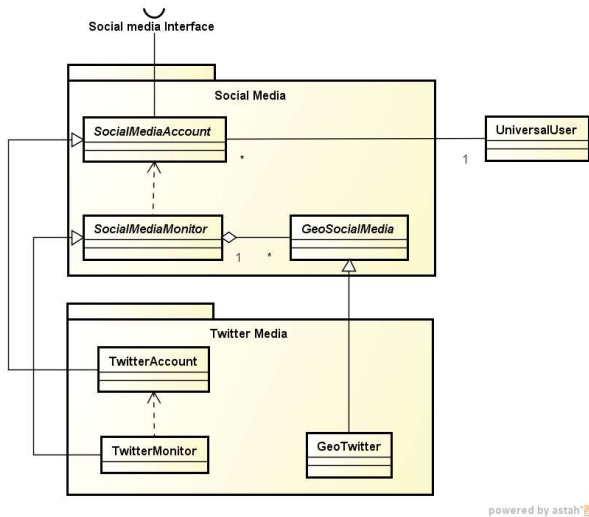 Social media Interface
Social Media
SocialMediaAccount
UniversalUser
*
1
SocialMediaMonitor
GeoSocialMedia
1
*
Twitter Media
TwitterAccount
TwitterMonitor
GeoTwitter
powered by astah*